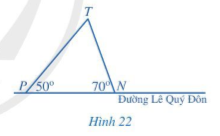 T
P 50° 70° N
Đường Lê Quý Đôn
Hình 22